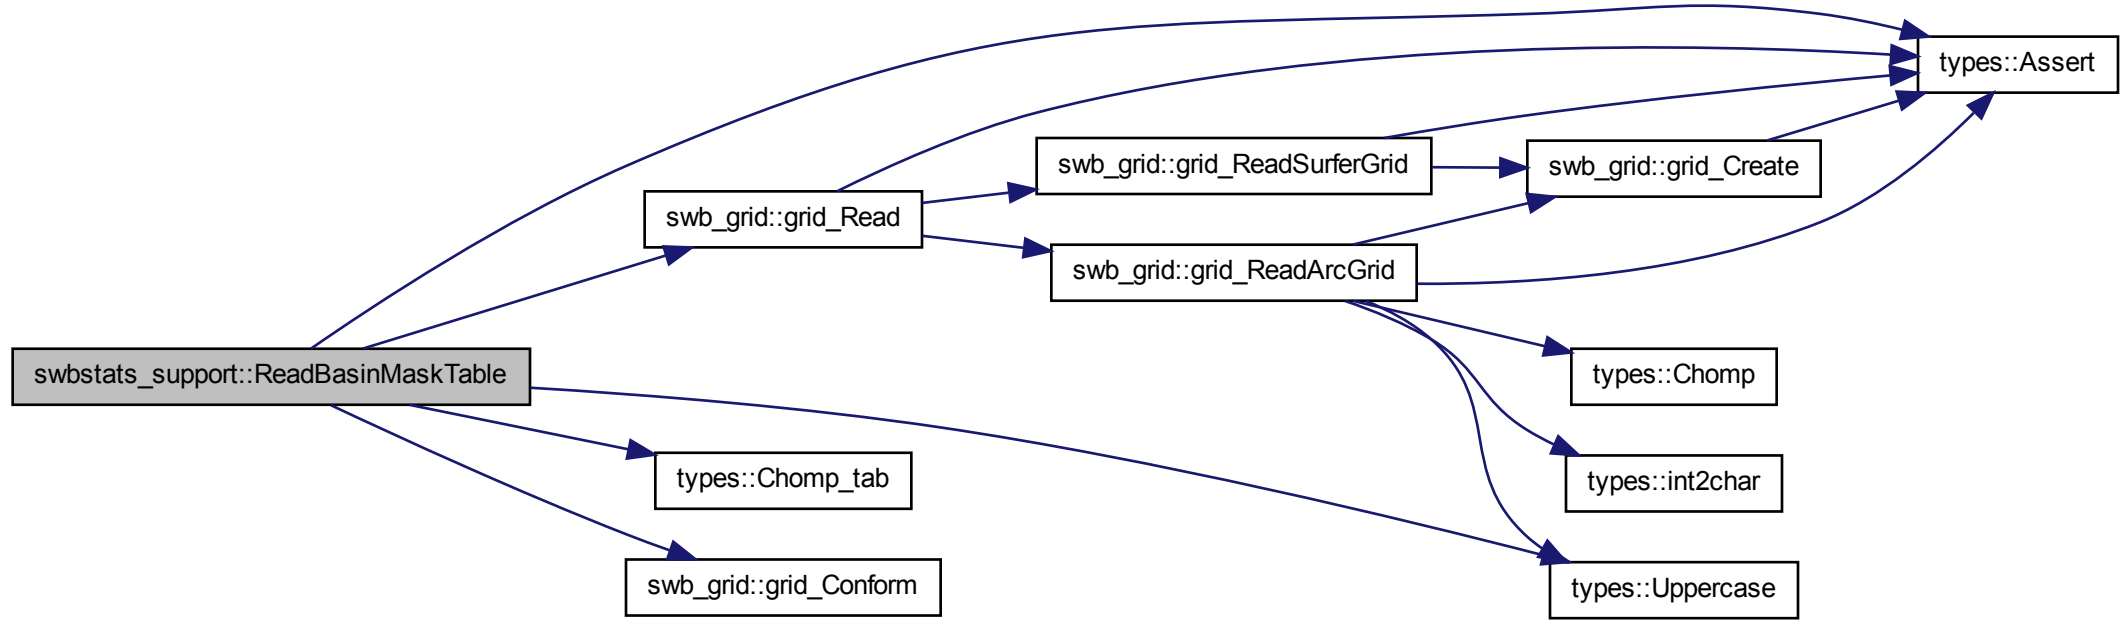 types::Assert
swb_grid::grid_ReadSurferGrid
swb_grid::grid_Create
swb_grid::grid_Read
swb_grid::grid_ReadArcGrid
swbstats_support::ReadBasinMaskTable
types::Chomp
types::Chomp_tab
types::int2char
swb_grid::grid_Conform
types::Uppercase